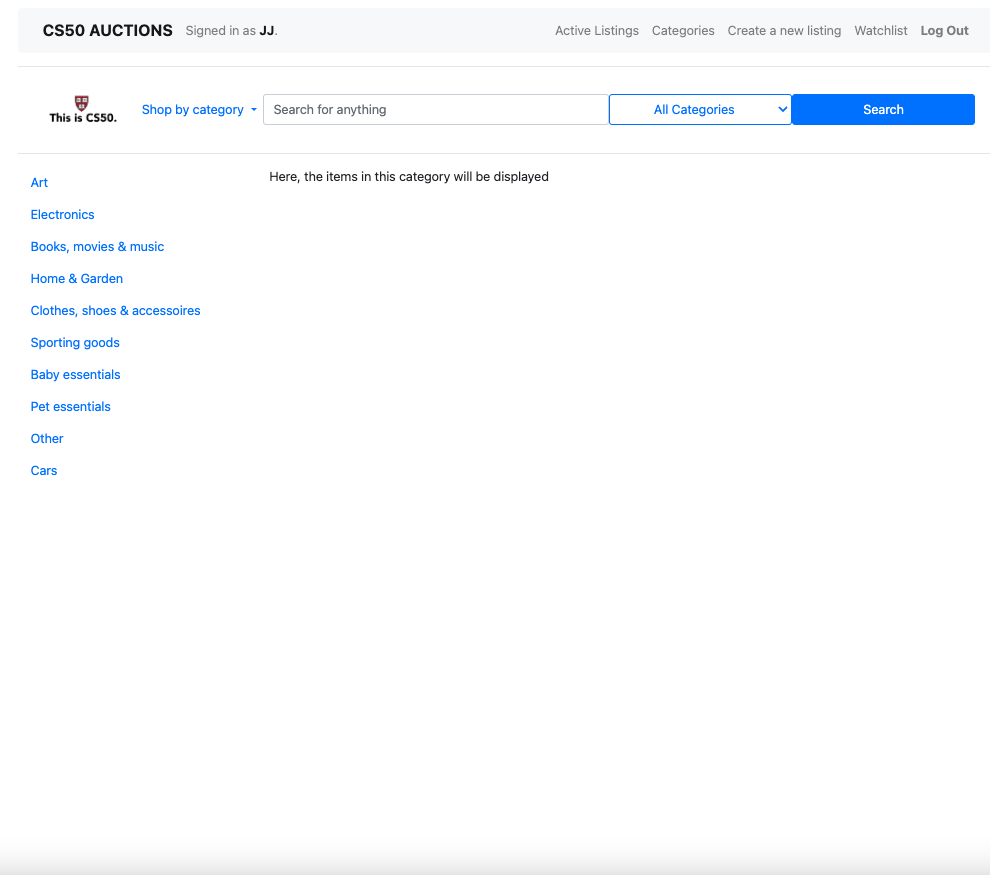 CS50 AUCTIONS Signed in as JJ. Active Listings Categories Create a new listing Watchlist Log Out
This is CS50. Shop by category Search for anything All Categories Search
Here, the items in this category will be displayed
Art
Electronics
Books, movies & music
Home & Garden
Clothes, shoes & accessoires
Sporting goods
Baby essentials
Pet essentials
Other
Cars